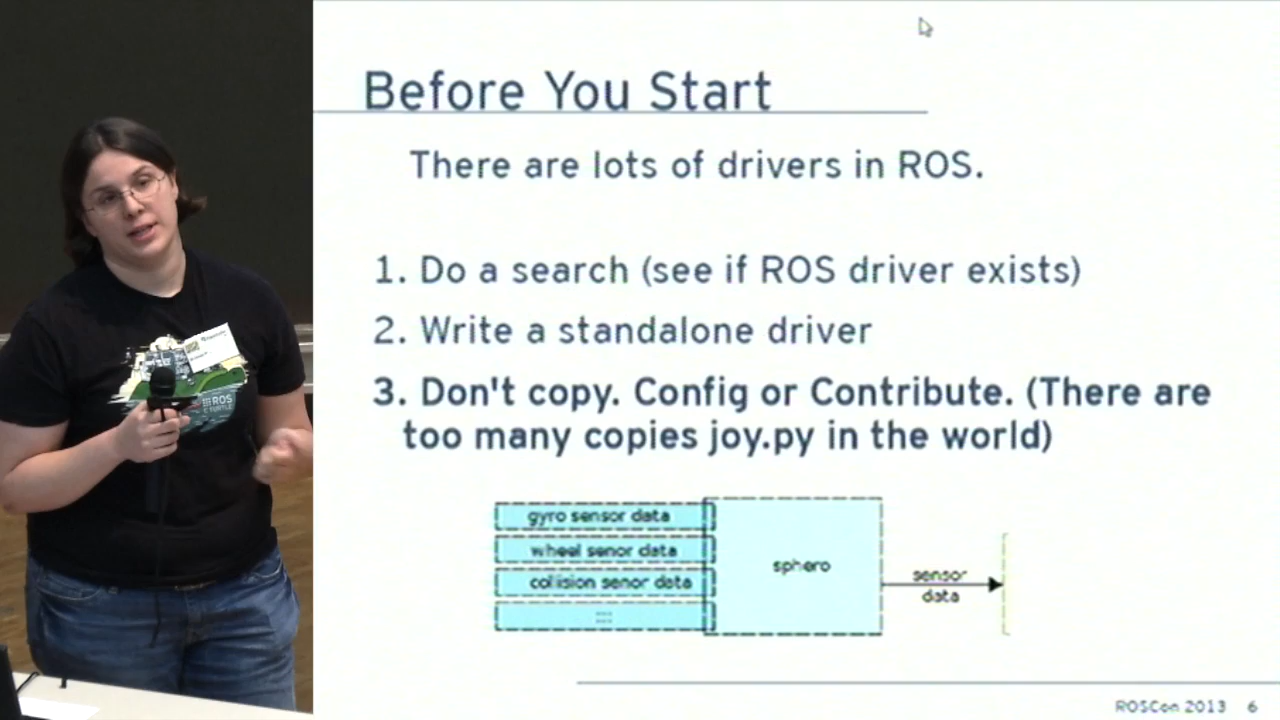 Before You Start
There are lots of drivers in ROS.
1. Do a search (see if ROS driver exists)
2. Write a standalone driver
3. Don't copy. Config or Contribute. (There are
too many copies joy.py in the world)
gyro sensor data
wheel senor data
collision senor data
...
sphero
sensor
data
ROS
TURTLE
ROSCon 2013 6